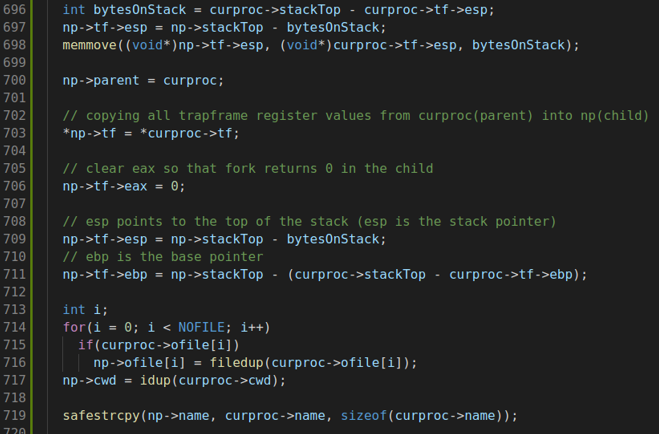 696 int bytesOnStack = curproc->stackTop - curproc->tf->esp;
697 np->tf->esp = np->stackTop - bytesOnStack;
698 memmove((void*)np->tf->esp, (void*)curproc->tf->esp, bytesOnStack);
699
700 np->parent = curproc;
701
702 // copying all trapframe register values from curproc(parent) into np(child)
703 *np->tf = *curproc->tf;
704
705 // clear eax so that fork returns 0 in the child
706 np->tf->eax = 0;
707
708 // esp points to the top of the stack (esp is the stack pointer)
709 np->tf->esp = np->stackTop - bytesOnStack;
710 // ebp is the base pointer
711 np->tf->ebp = np->stackTop - (curproc->stackTop - curproc->tf->ebp);
712
713 int i;
714 for(i = 0; i < NOFILE; i++)
715 if(curproc->ofile[i])
716 np->ofile[i] = filedup(curproc->ofile[i]);
717 np->cwd = idup(curproc->cwd);
718
719 safestrcpy(np->name, curproc->name, sizeof(curproc->name));
720